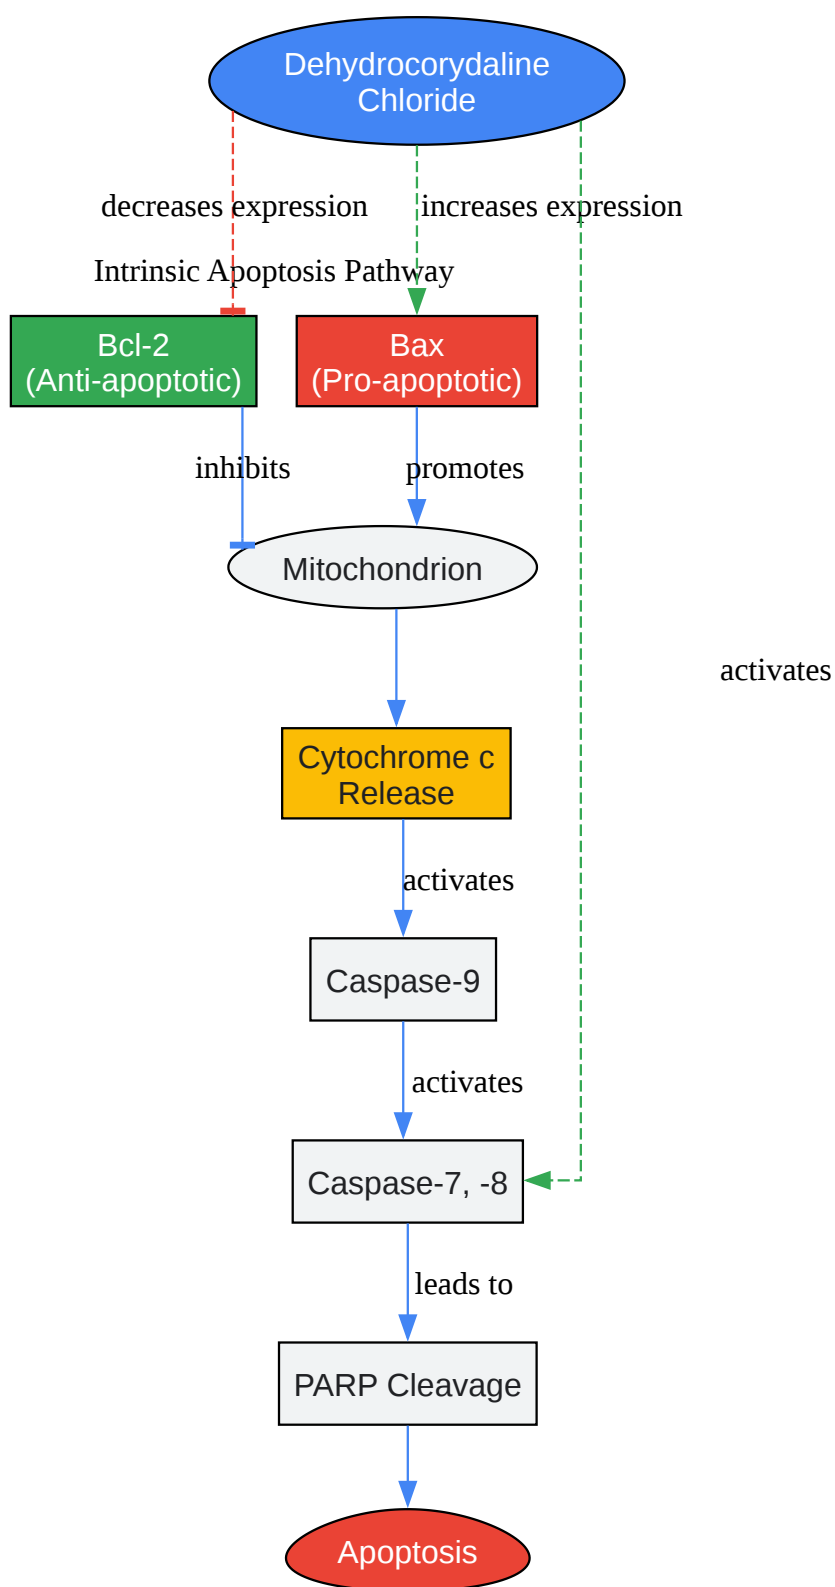 Dehydrocorydaline
Chloride
decreases expression
increases expression
Intrinsic Apoptosis Pathway
Bcl-2
(Anti-apoptotic)
Bax
(Pro-apoptotic)
inhibits
promotes
Mitochondrion
activates
Cytochrome c
Release
activates
Caspase-9
activates
Caspase-7, -8
leads to
PARP Cleavage
Apoptosis